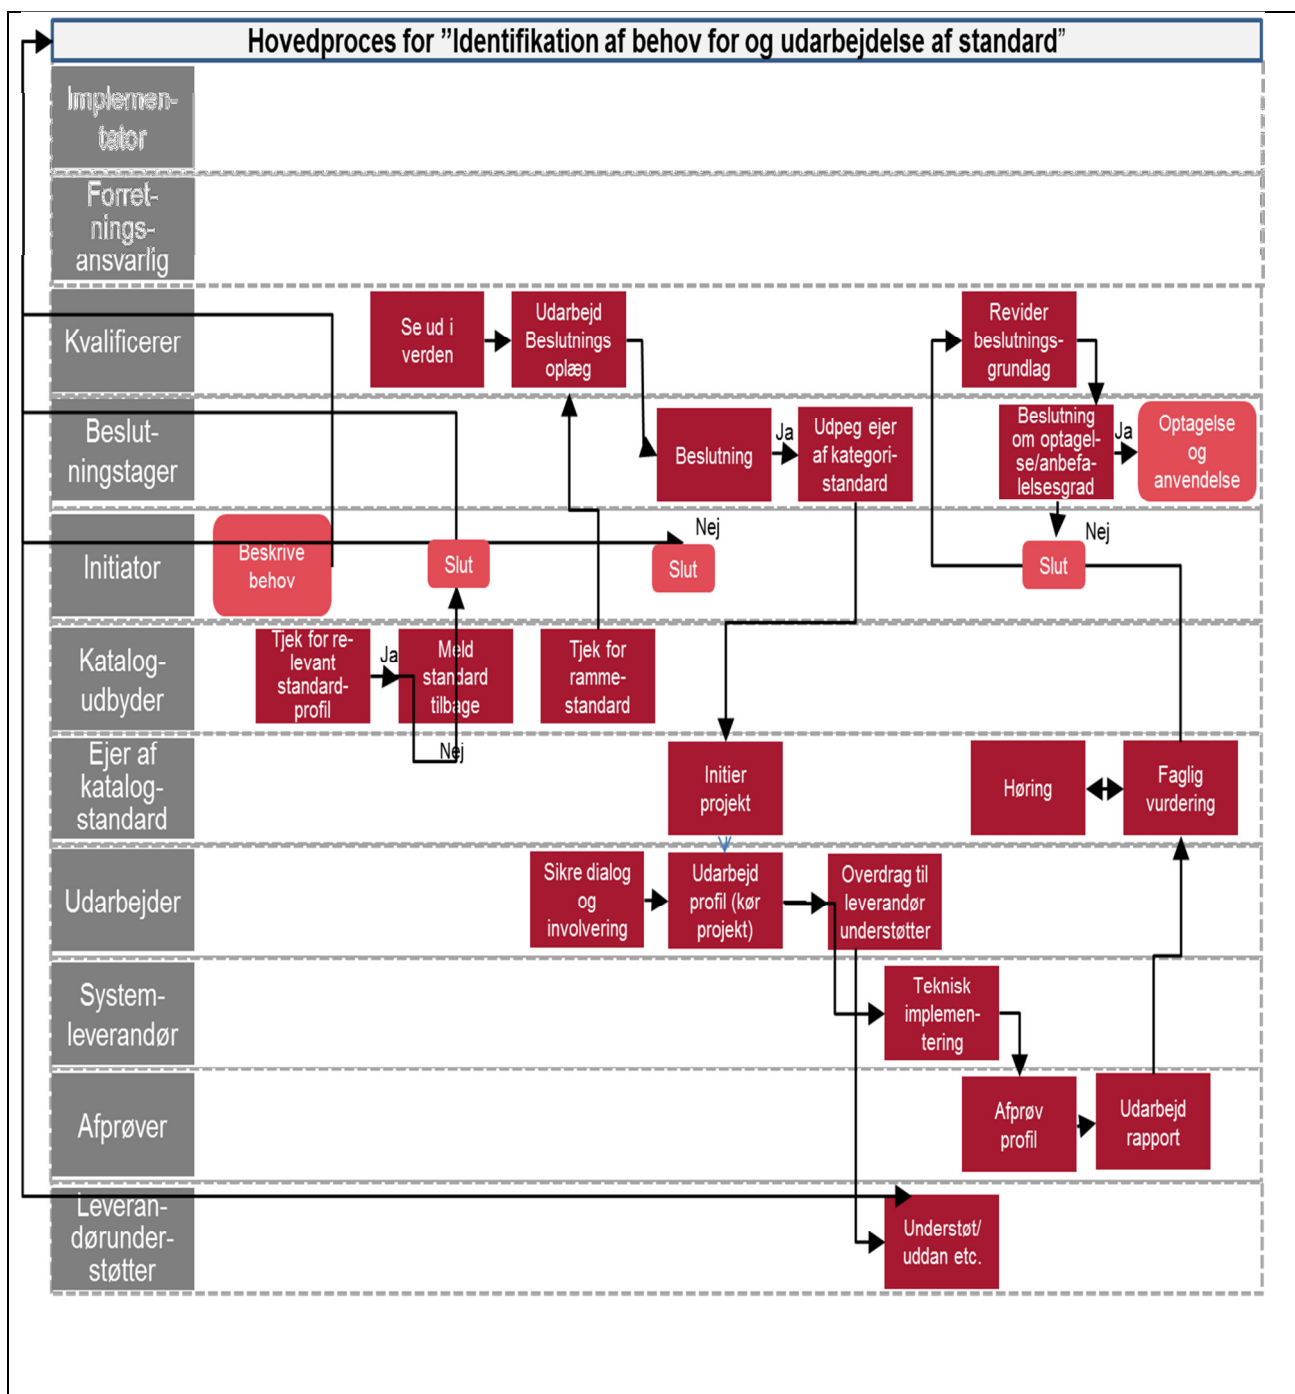 Hovedproces for ”Identifikation af behov for og udarbejdelse af standard”
Implemen-
tator
Forret-
nings-
ansvarlig
Kvalificerer
Se ud i
verden
Udarbejd
Beslutnings
oplæg
Revider
beslutnings-
grundlag
Beslut-
ningstager
Beslutning
Ja
Udpeg ejer
af kategori-
standard
Beslutning
om optagel-
se/anbefa-
lelsesgrad
Ja
Optagelse
og
anvendelse
Initiator
Beskrive
behov
Slut
Nej
Slut
Nej
Slut
Katalog-
udbyder
Tjek for re-
levant
standard-
profil
Ja
Meld
standard
tilbage
Nej
Tjek for
ramme-
standard
Ejer af
katalog-
standard
Initier
projekt
Høring
Faglig
vurdering
Udarbejder
Sikre dialog
og
involvering
Udarbejd
profil (kør
projekt)
Overdrag til
leverandør
understøtter
System-
leverandør
Teknisk
implemen-
tering
Afprøver
Afprøv
profil
Udarbejd
rapport
Leveran-
dørunder-
støtter
Understøt/
uddan etc.